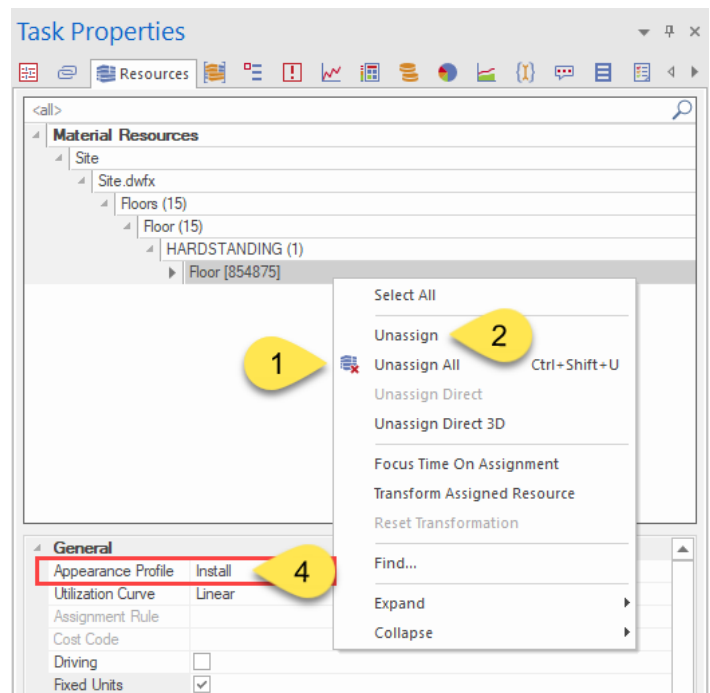 Task Properties
Resources
<all>
Material Resources
Site
Site.dwfx
Floors (15)
Floor (15)
HARDSTANDING (1)
Floor [854875]
Select All
Unassign
2
1
Unassign All Ctrl+Shift+U
Unassign Direct
Unassign Direct 3D
Focus Time On Assignment
Transform Assigned Resource
Reset Transformation
Find...
Expand
Collapse
General
Appearance Profile Install
4
Utilization Curve Linear
Assignment Rule
Cost Code
Driving
Fixed Units